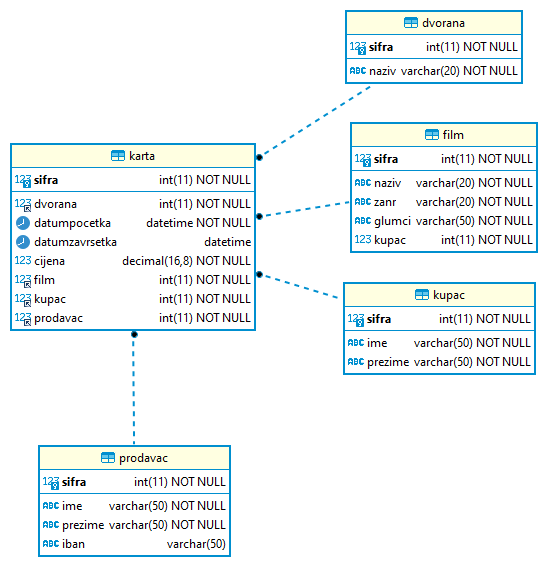 dvorana
sifra int(11) NOT NULL
naziv varchar(20) NOT NULL
film
sifra int(11) NOT NULL
naziv varchar(20) NOT NULL
zanr varchar(20) NOT NULL
glumci varchar(50) NOT NULL
kupac int(11) NOT NULL
karta
sifra int(11) NOT NULL
dvorana int(11) NOT NULL
datumpocetka datetime NOT NULL
datumzavrsetka datetime
cijena decimal(16,8) NOT NULL
film int(11) NOT NULL
kupac int(11) NOT NULL
prodavac int(11) NOT NULL
kupac
sifra int(11) NOT NULL
ime varchar(50) NOT NULL
prezime varchar(50) NOT NULL
prodavac
sifra int(11) NOT NULL
ime varchar(50) NOT NULL
prezime varchar(50) NOT NULL
iban varchar(50)